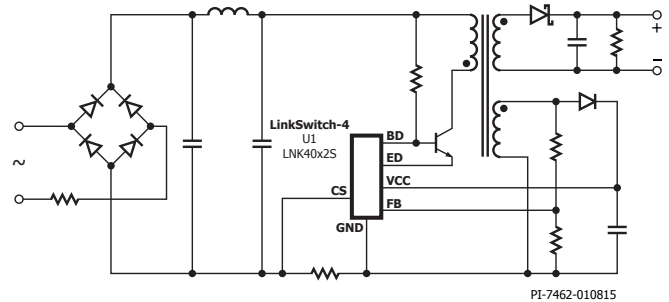 +
−
LinkSwitch-4
U1
LNK40x2S
BD
ED
VCC
FB
CS
GND
~
PI-7462-010815